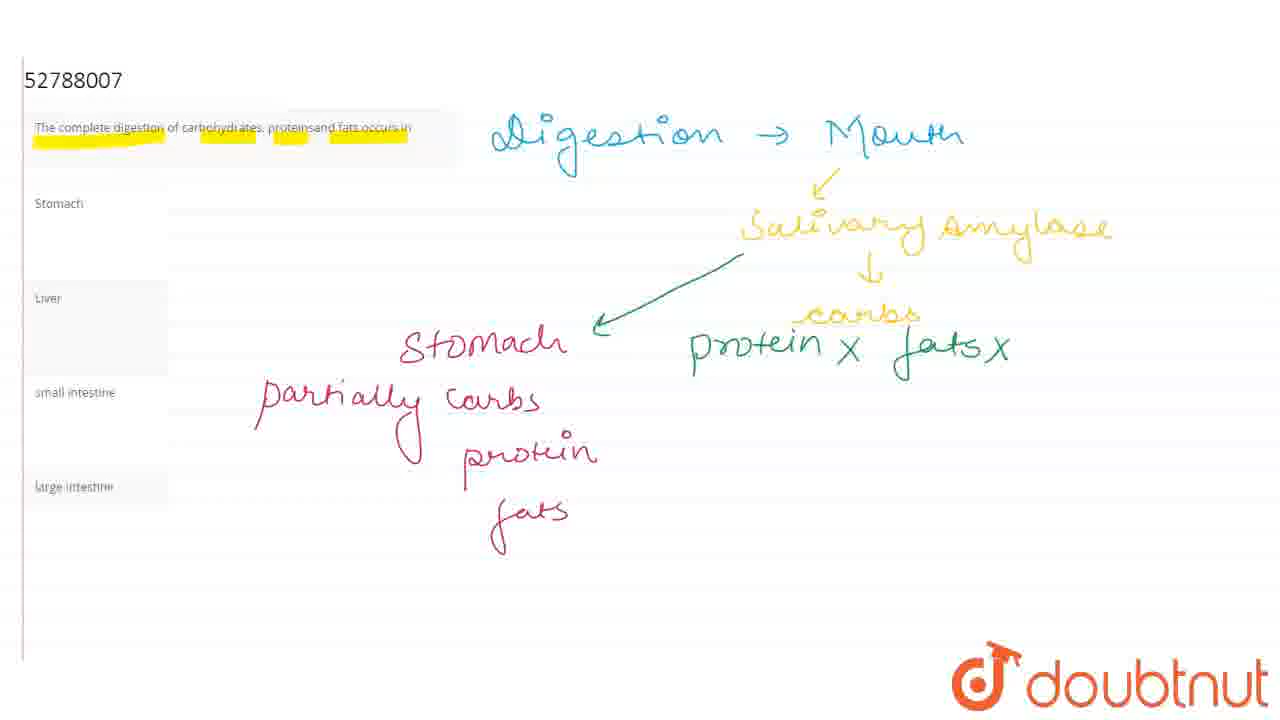 52788007
The complete digestion of carbohydrates, proteinsand fats occurs in
Digestion → Mouth
Stomach
Salivary amylase
Liver
carbs
Stomach
protein x fats x
small intestine
partially carbs
protein
large intestine
fats
doubtnut